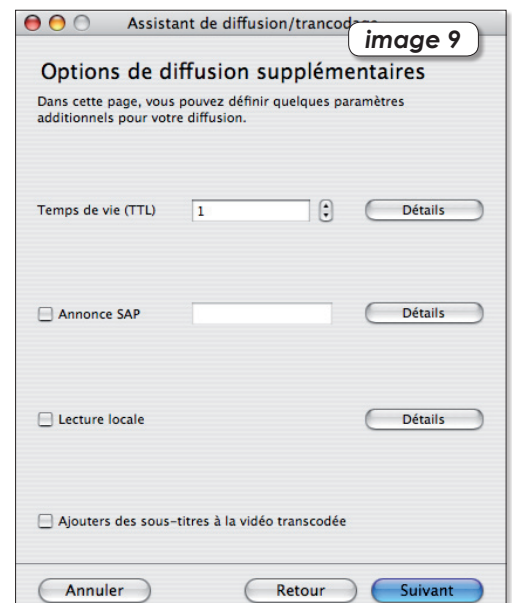 Assistant de diffusion/trancodage
image 9
Options de diffusion supplémentaires
Dans cette page, vous pouvez définir quelques paramètres
additionnels pour votre diffusion.
Temps de vie (TTL) 1 Détails
Annonce SAP Détails
Lecture locale Détails
Ajouters des sous-titres à la vidéo transcodée
Annuler Retour Suivant